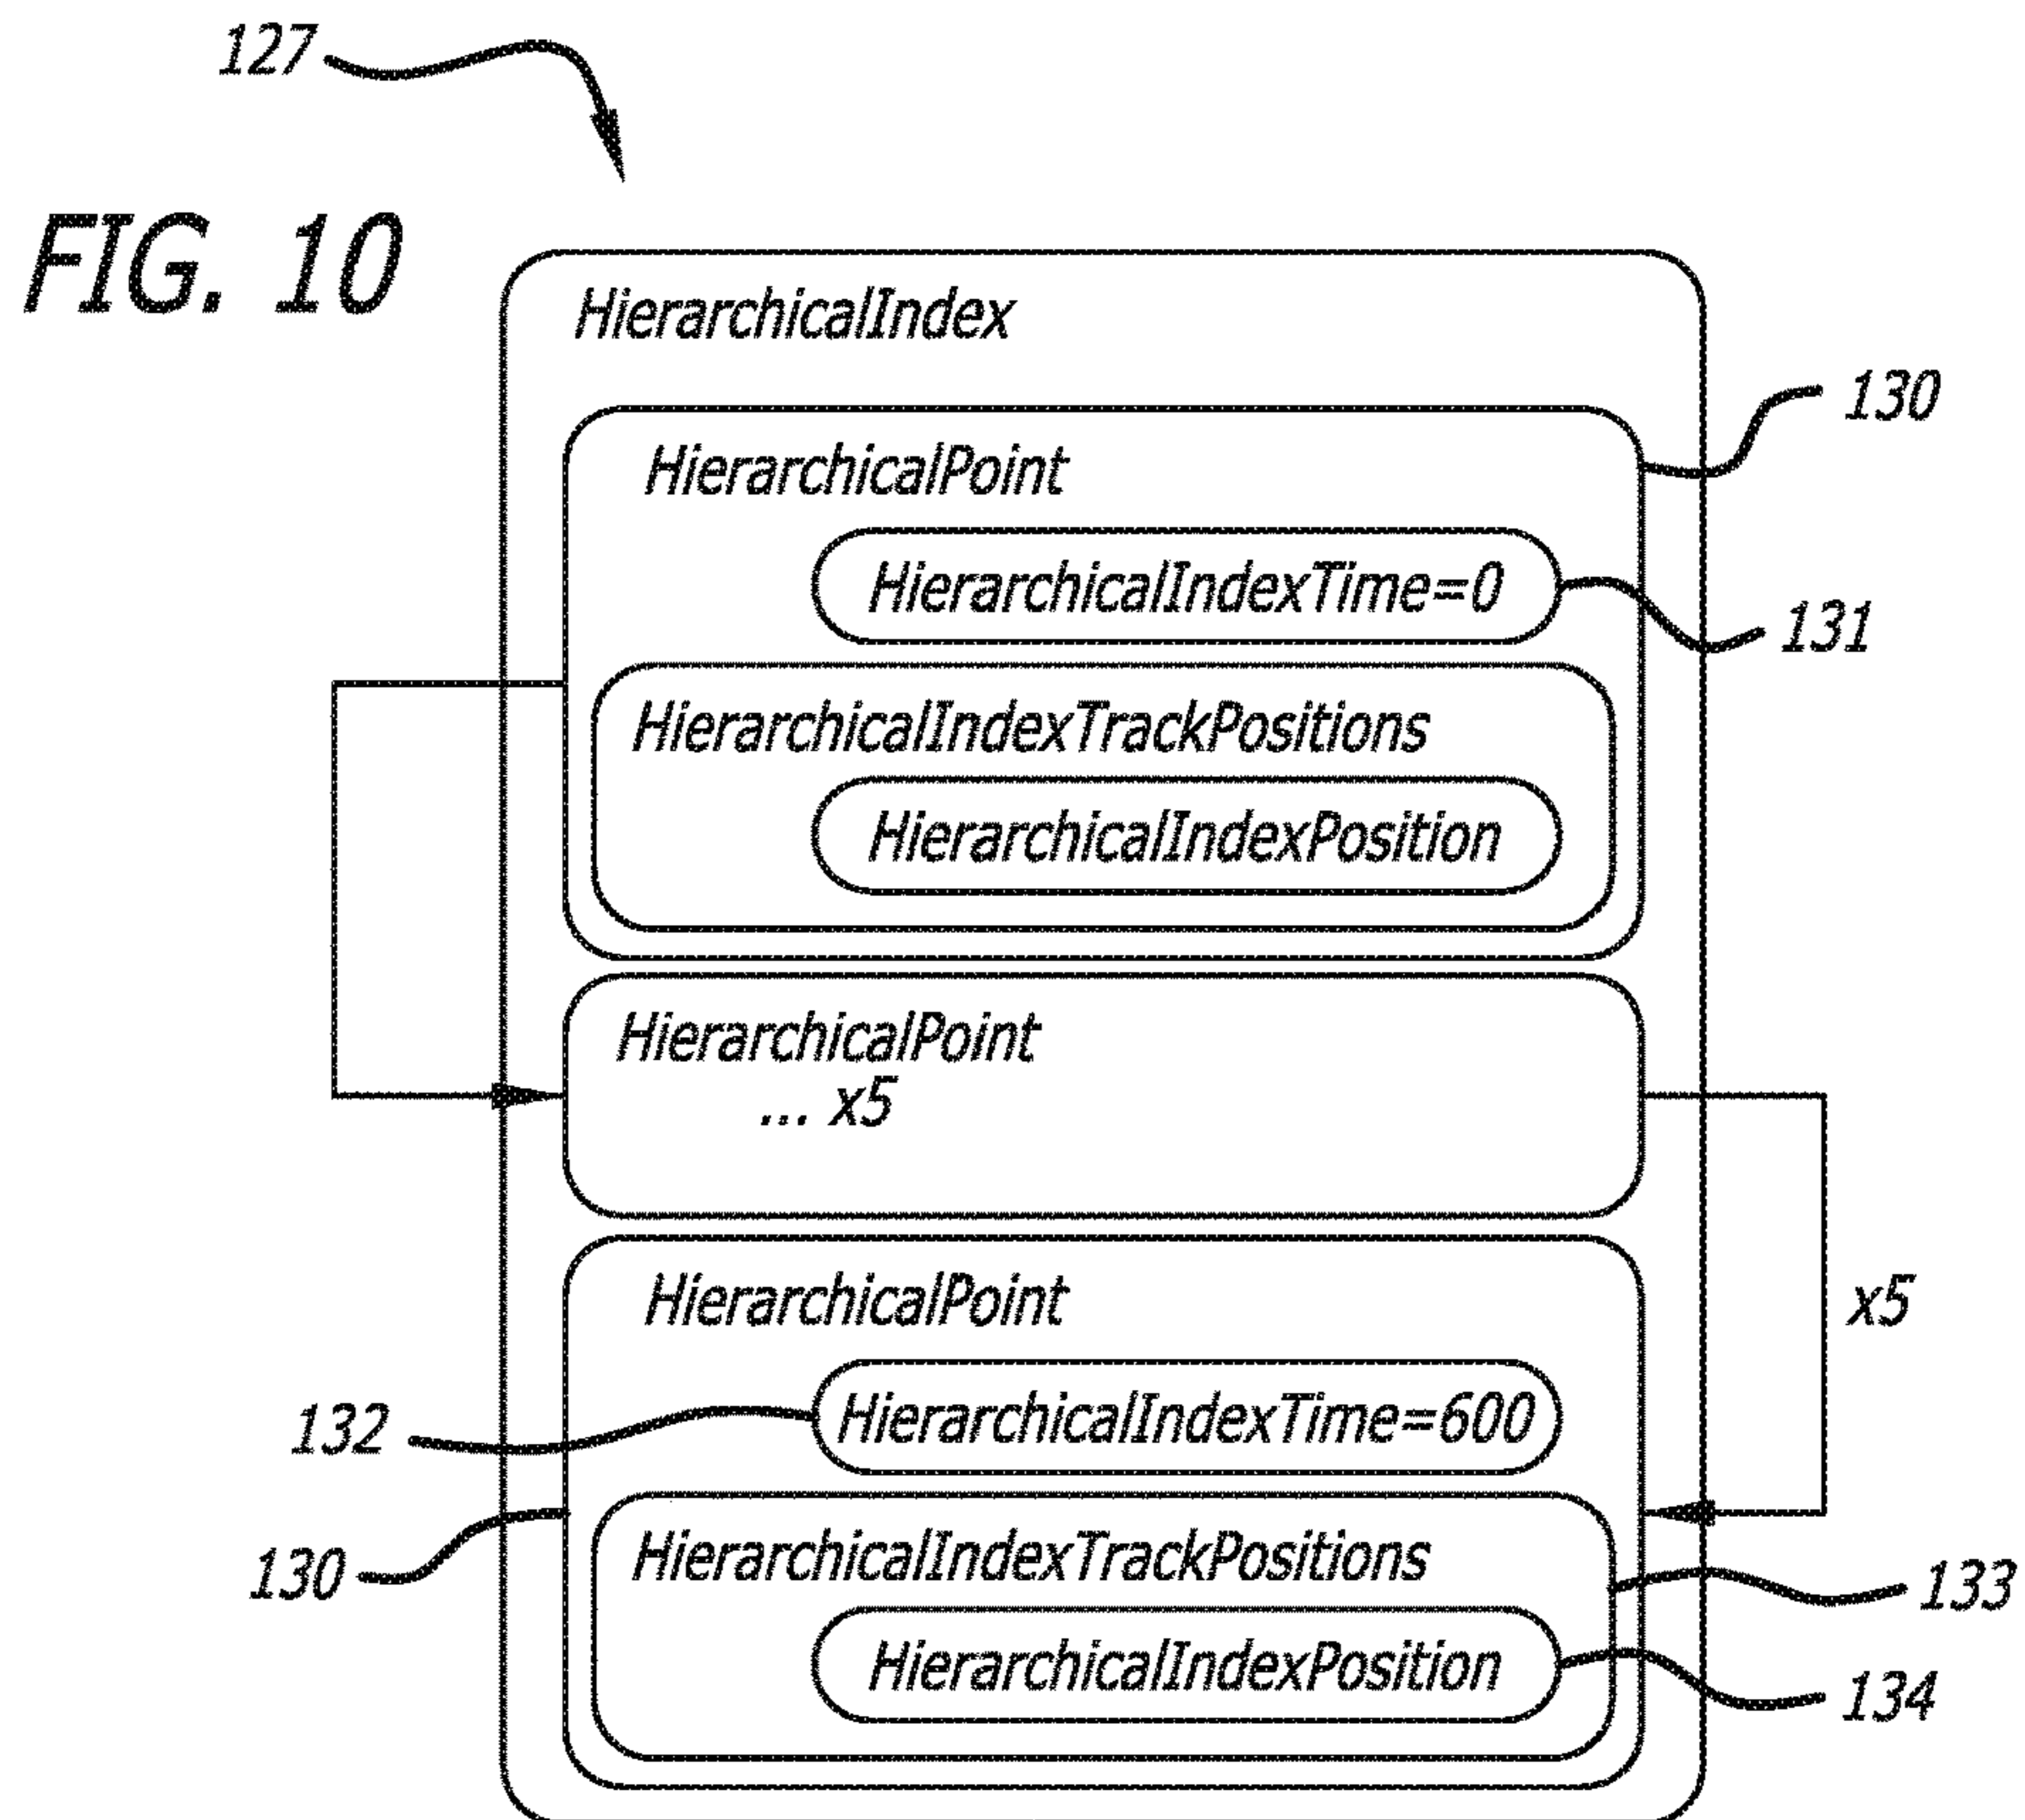 127
FIG. 10
HierarchicalIndex
130
HierarchicalPoint
HierarchicalIndexTime=0
131
HierarchicalIndexTrackPositions
HierarchicalIndexPosition
HierarchicalPoint
... x5
HierarchicalPoint
x5
132
HierarchicalIndexTime=600
130
HierarchicalIndexTrackPositions
133
HierarchicalIndexPosition
134